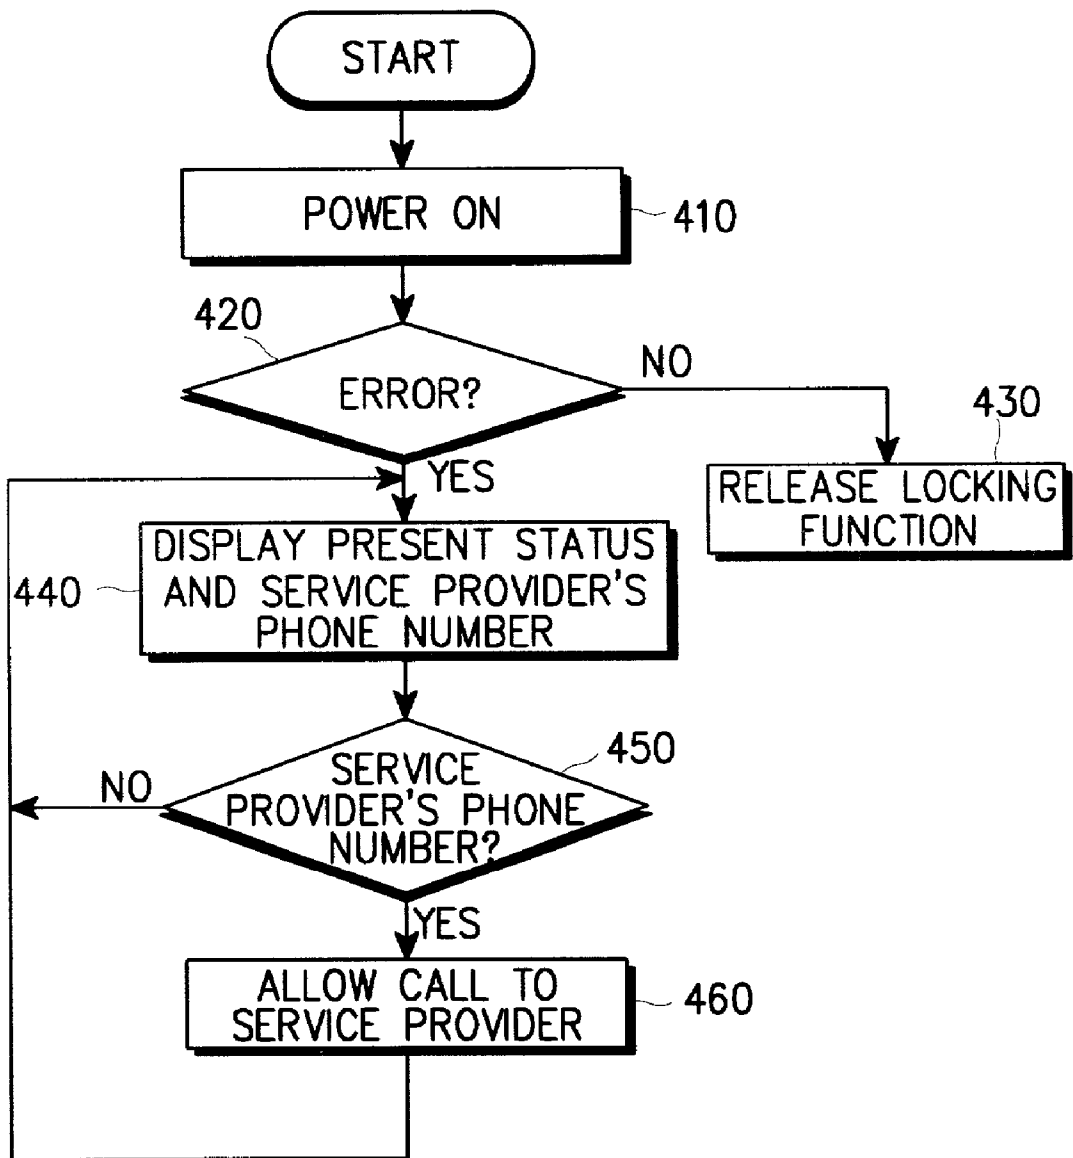 START
POWER ON
410
420
ERROR?
NO
430
RELEASE LOCKING
FUNCTION
YES
DISPLAY PRESENT STATUS
AND SERVICE PROVIDER'S
PHONE NUMBER
440
450
SERVICE
PROVIDER'S PHONE
NUMBER?
NO
YES
ALLOW CALL TO
SERVICE PROVIDER
460